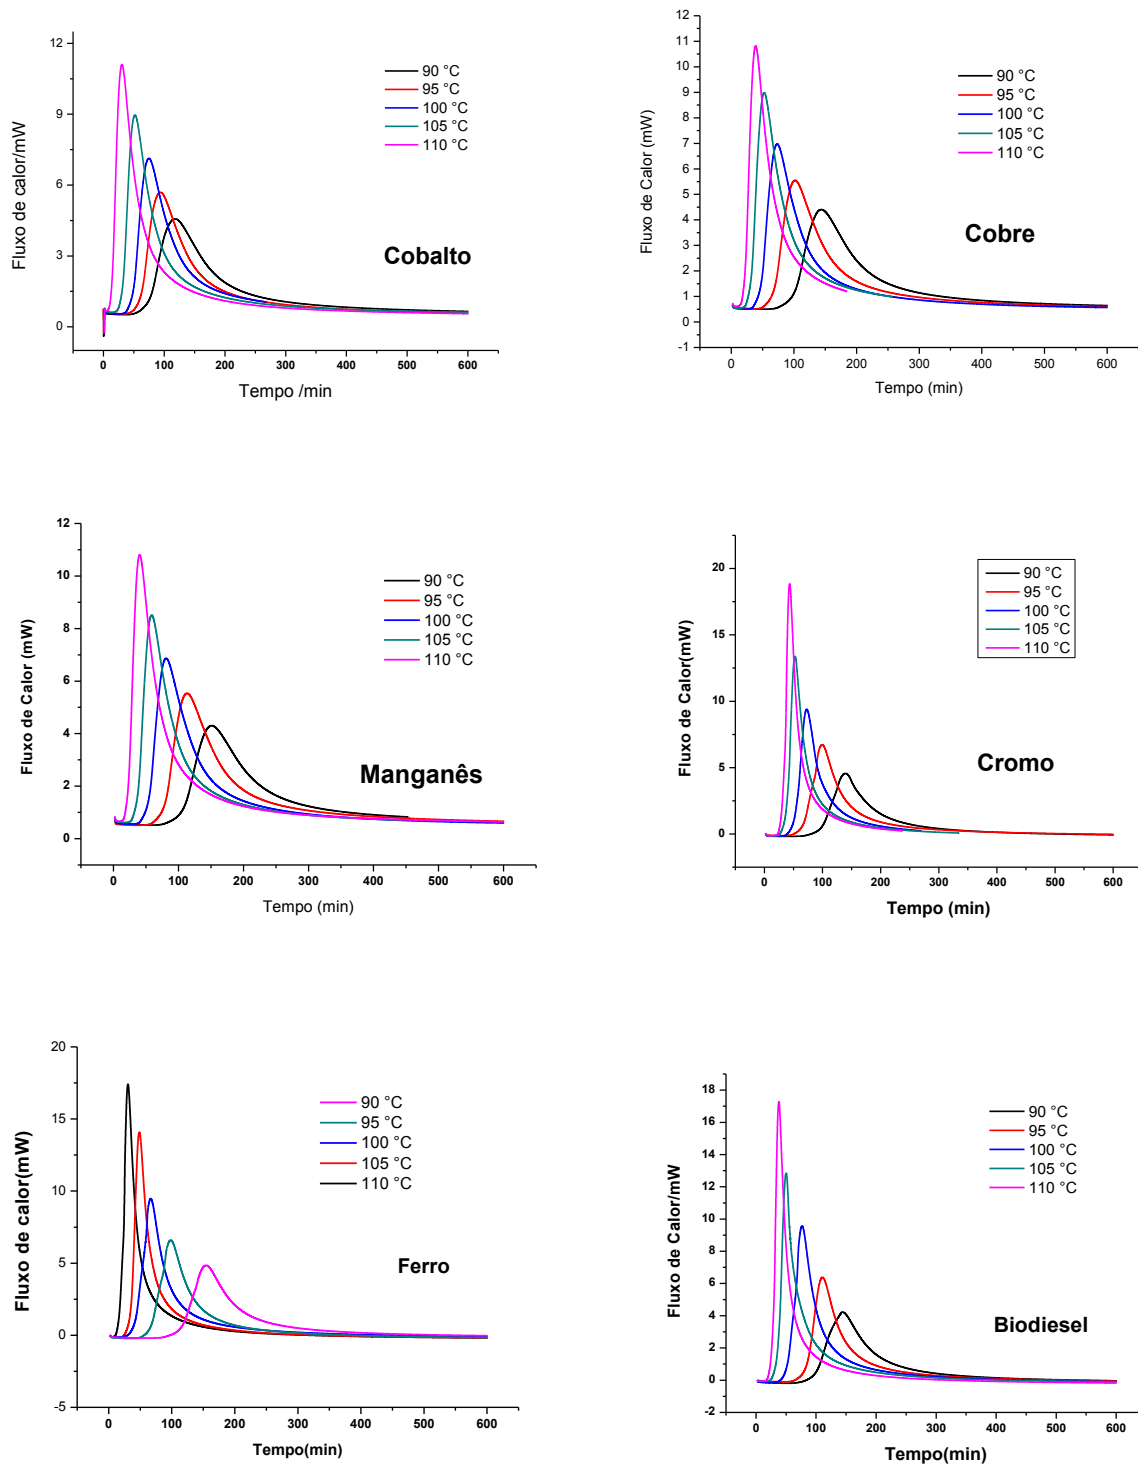 12
9
6
3
0
Fluxo de calor/mW
90 °C
95 °C
100 °C
105 °C
110 °C
Cobalto
0 100 200 300 400 500 600
Tempo /min
12
11
10
9
8
7
6
5
4
3
2
1
0
-1
Fluxo de Calor (mW)
90 °C
95 °C
100 °C
105 °C
110 °C
Cobre
0 100 200 300 400 500 600
Tempo (min)
12
10
8
6
4
2
0
Fluxo de Calor (mW)
90 °C
95 °C
100 °C
105 °C
110 °C
Manganês
0 100 200 300 400 500 600
Tempo (min)
20
15
10
5
0
Fluxo de Calor(mW)
90 °C
95 °C
100 °C
105 °C
110 °C
Cromo
0 100 200 300 400 500 600
Tempo (min)
20
15
10
5
0
-5
Fluxo de calor(mW)
90 °C
95 °C
100 °C
105 °C
110 °C
Ferro
0 100 200 300 400 500 600
Tempo(min)
18
16
14
12
10
8
6
4
2
0
-2
Fluxo de Calor/mW
90 °C
95 °C
100 °C
105 °C
110 °C
Biodiesel
0 100 200 300 400 500 600
Tempo(min)